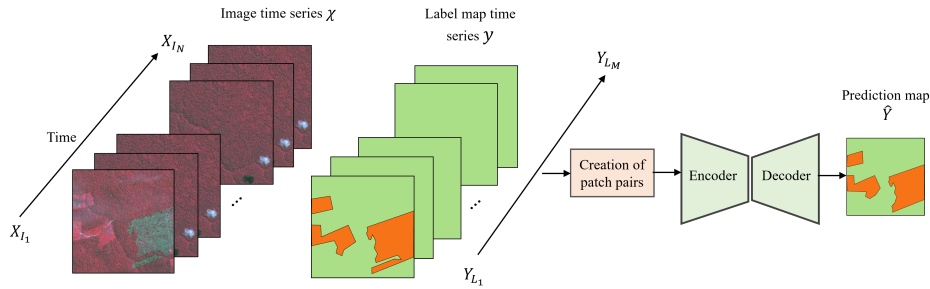 Image time series χ
Label map time
series y
X_{I_N}
Y_{L_M}
Time
Prediction map
Ŷ
Creation of
patch pairs
Encoder
Decoder
...
...
X_{I_1}
Y_{L_1}